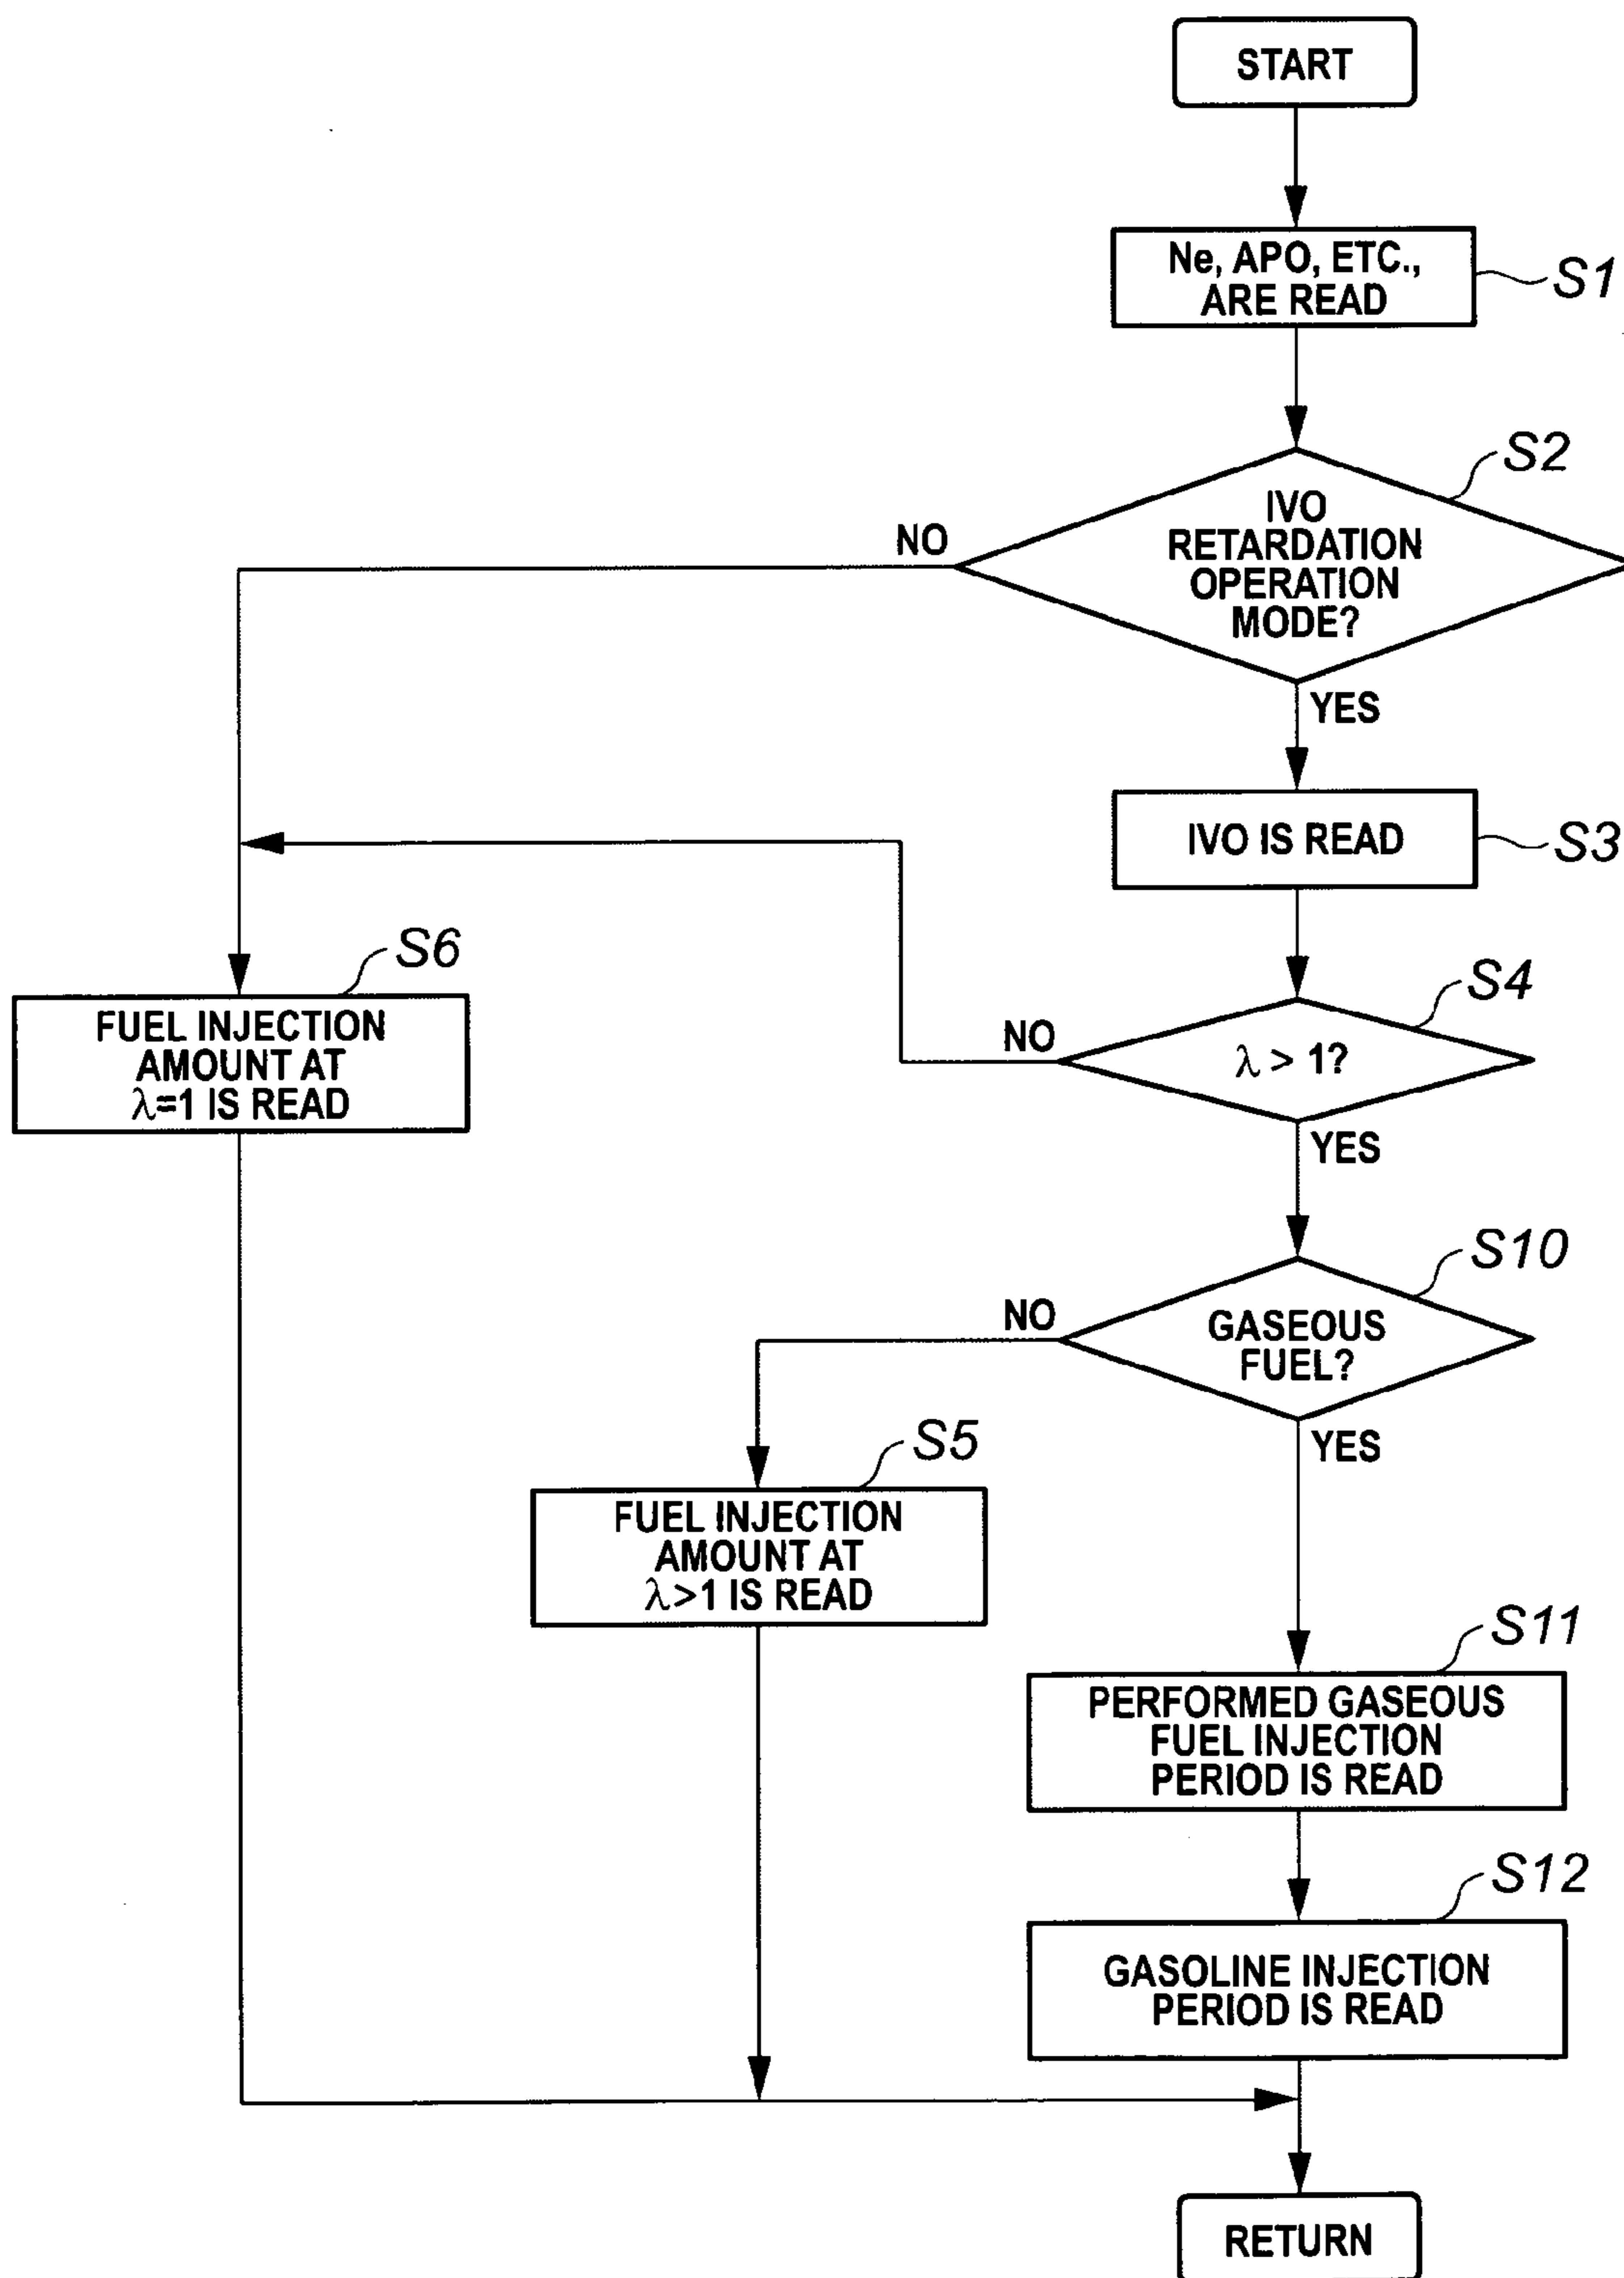 START
Ne, APO, ETC.,
ARE READ
S1
S2
IVO
RETARDATION
OPERATION
MODE?
NO
YES
IVO IS READ
S3
S6
FUEL INJECTION
AMOUNT AT
λ=1 IS READ
S4
λ > 1?
NO
YES
S10
GASEOUS
FUEL?
NO
YES
S5
FUEL INJECTION
AMOUNT AT
λ>1 IS READ
S11
PERFORMED GASEOUS
FUEL INJECTION
PERIOD IS READ
S12
GASOLINE INJECTION
PERIOD IS READ
RETURN